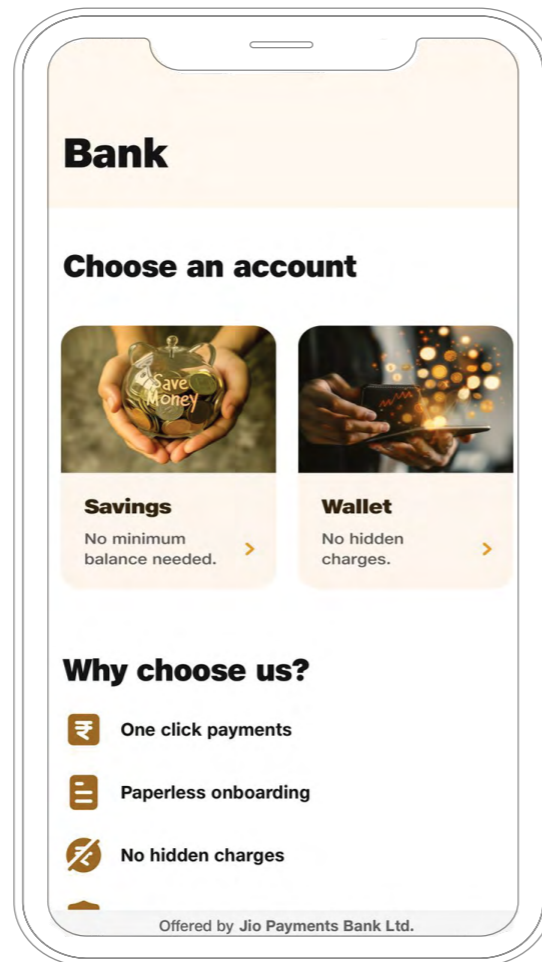 Bank
Choose an account
Save
Money
Savings
No minimum
balance needed.
Wallet
No hidden
charges.
Why choose us?
₹ One click payments
Paperless onboarding
No hidden charges
Offered by Jio Payments Bank Ltd.